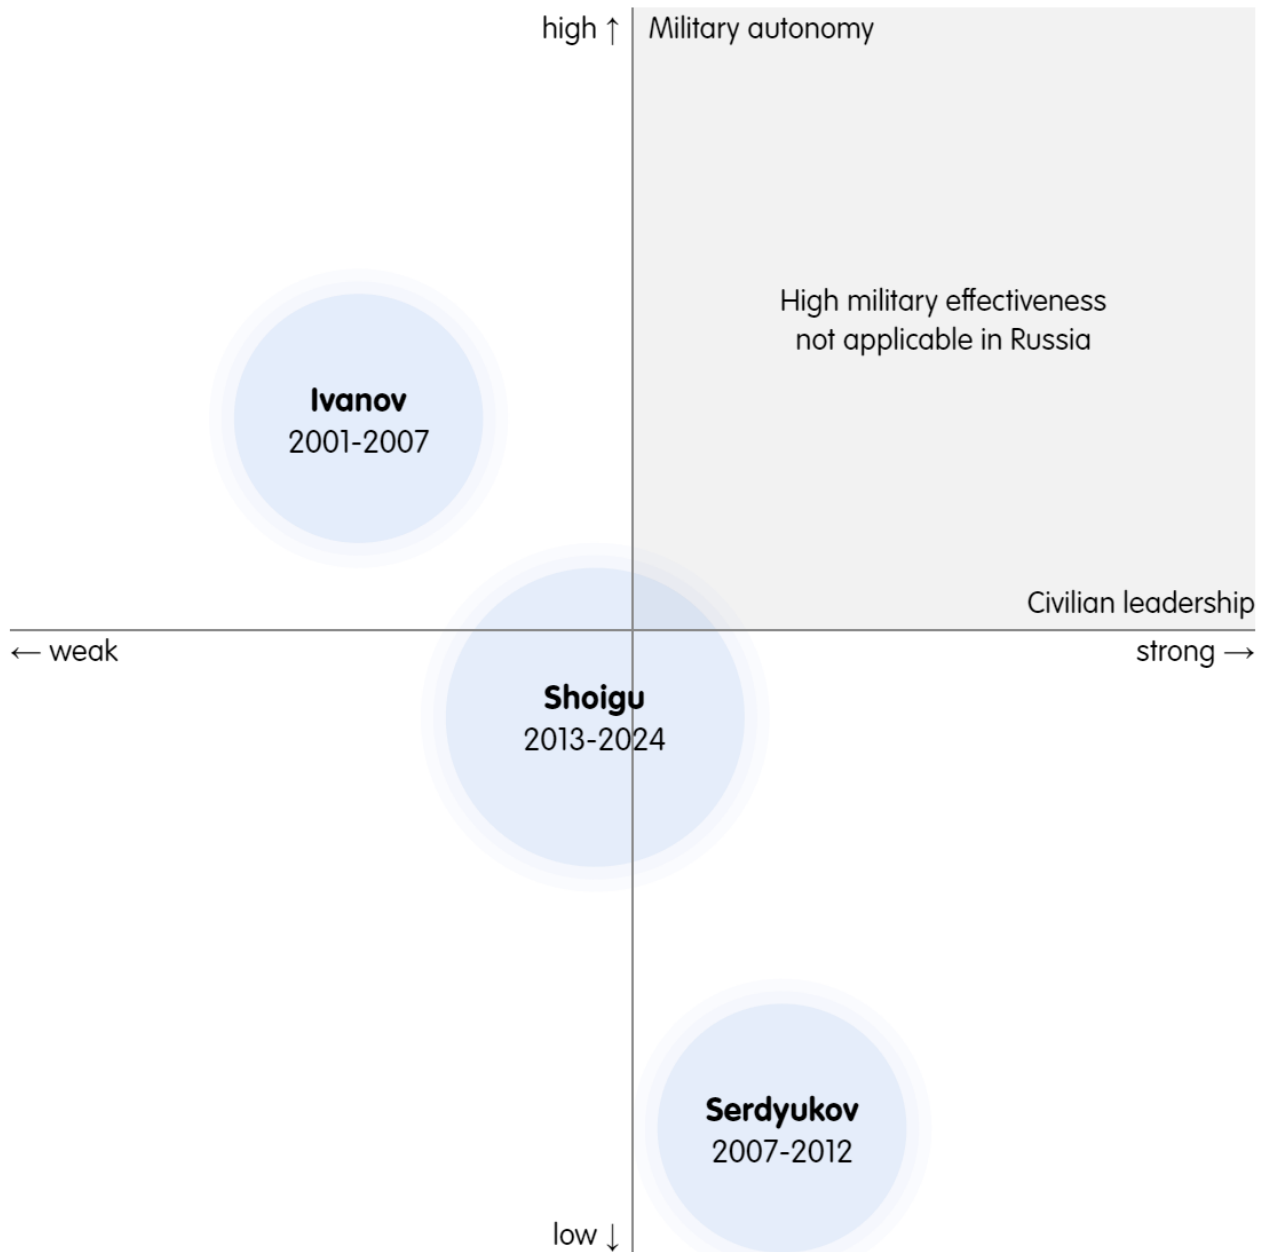 high ↑
Military autonomy
High military effectiveness
not applicable in Russia
Ivanov
2001-2007
Civilian leadership
← weak
strong →
Shoigu
2013-2024
Serdyukov
2007-2012
low ↓